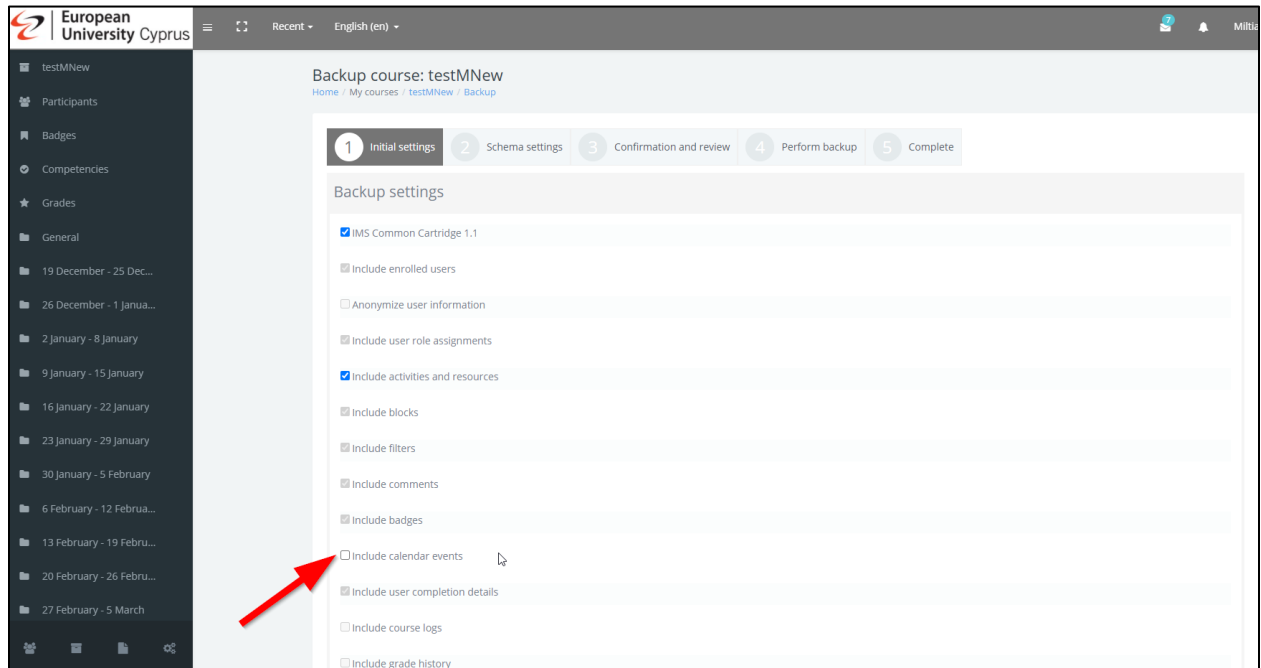 European
University Cyprus
Recent
English (en)
7
Miltia
testMNew
Participants
Badges
Competencies
Grades
General
19 December - 25 Dec...
26 December - 1 Janua...
2 January - 8 January
9 January - 15 January
16 January - 22 January
23 January - 29 January
30 January - 5 February
6 February - 12 Februa...
13 February - 19 Febru...
20 February - 26 Febru...
27 February - 5 March
Backup course: testMNew
Home / My courses / testMNew / Backup
1 Initial settings 2 Schema settings 3 Confirmation and review 4 Perform backup 5 Complete
Backup settings
IMS Common Cartridge 1.1
Include enrolled users
Anonymize user information
Include user role assignments
Include activities and resources
Include blocks
Include filters
Include comments
Include badges
Include calendar events
Include user completion details
Include course logs
Include grade history